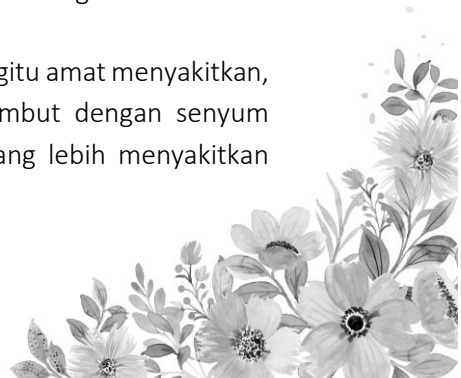 gitu amat menyakitkan,
mbut dengan senyum
ang lebih menyakitkan